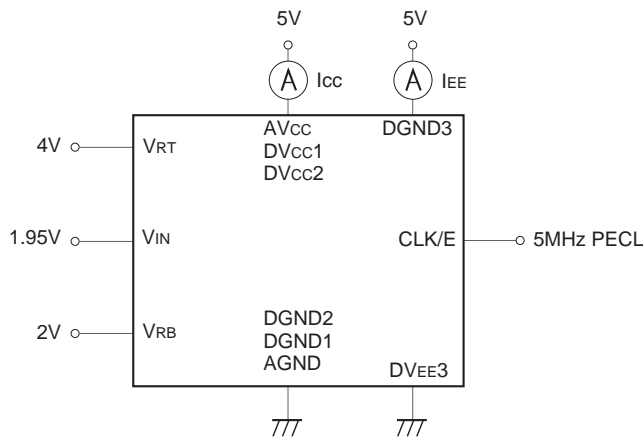 5V
5V
A
Icc
A
IEE
AVcc
DVcc1
DVcc2
DGND3
4V
VRT
1.95V
VIN
CLK/E
5MHz PECL
2V
VRB
DGND2
DGND1
AGND
DVEE3